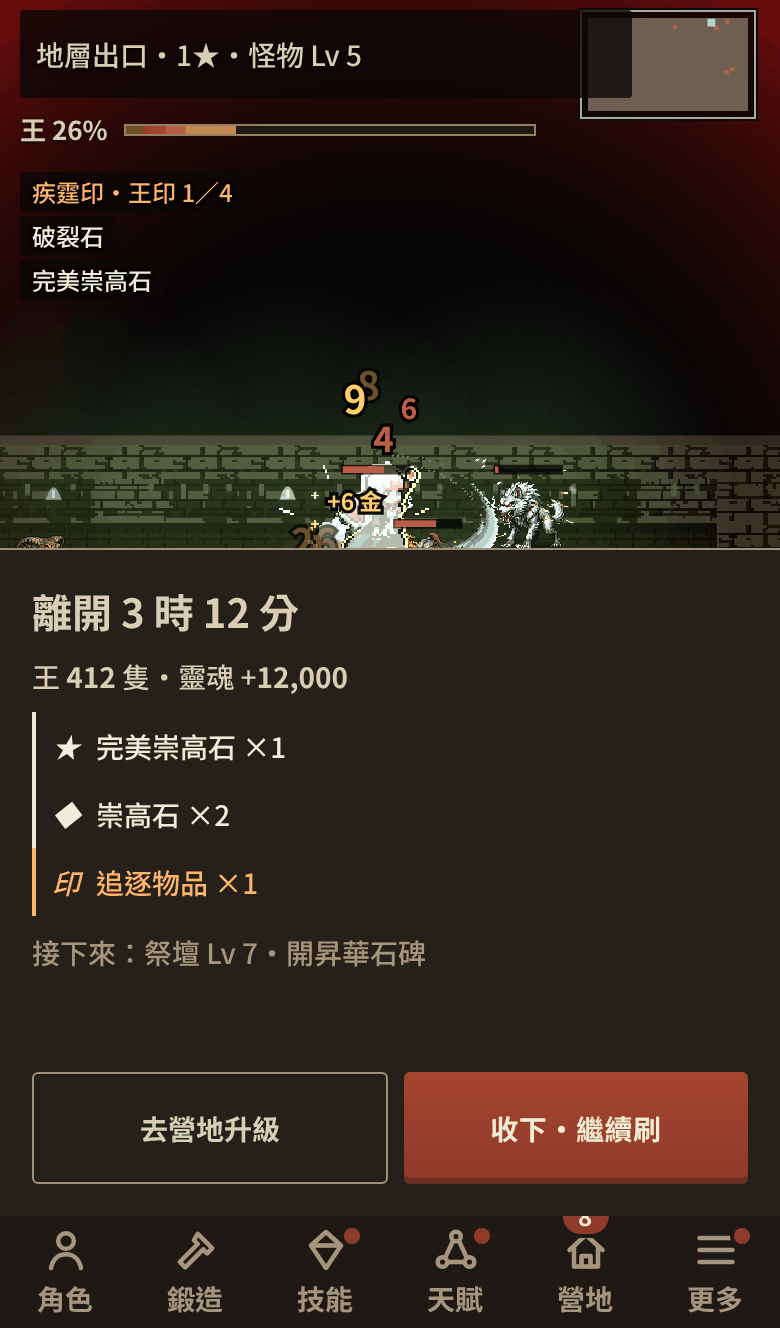 地層出口・1★・怪物 Lv 5
王 26%
疾霆印・王印 1／4
破裂石
完美崇高石
98
6
4
+6金
26
離開 3 時 12 分
王 412 隻・靈魂 +12,000
★ 完美崇高石 ×1
◆ 崇高石 ×2
印 追逐物品 ×1
接下來：祭壇 Lv 7・開昇華石碑
去營地升級
收下・繼續刷
8
角色
鍛造
技能
天賦
營地
更多